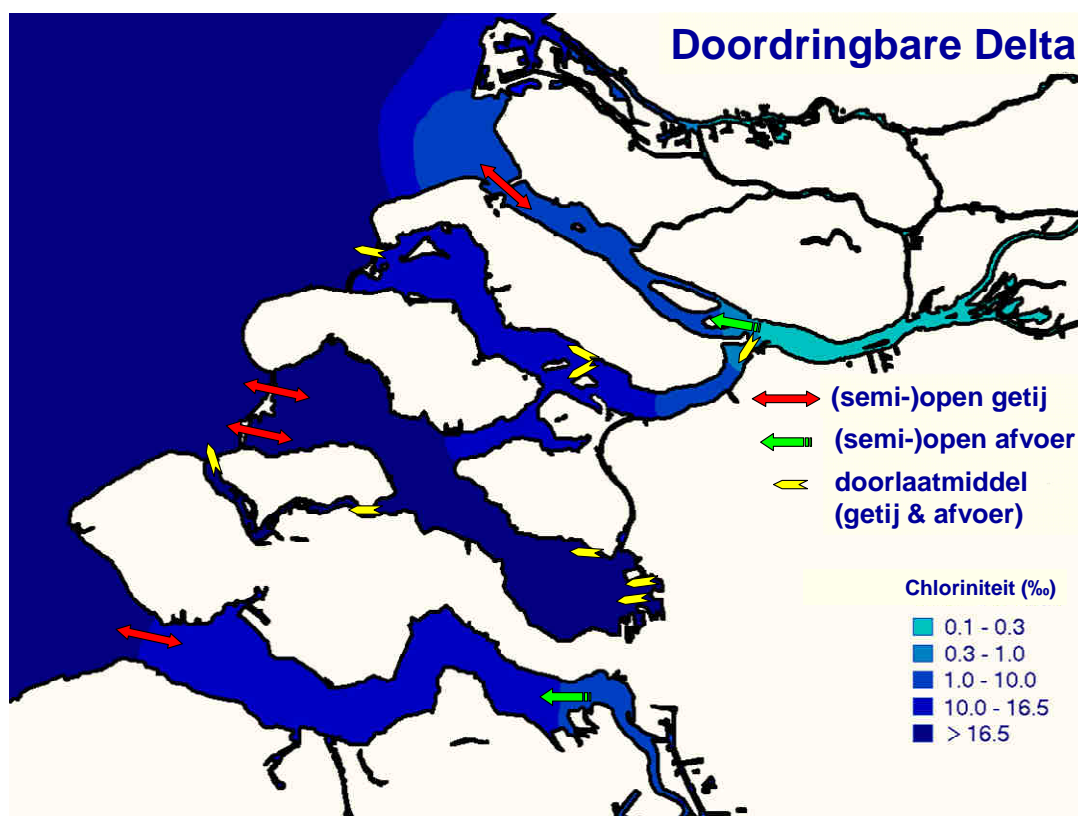 Doordringbare Delta
(semi-)open getij
(semi-)open afvoer
doorlaatmiddel
(getij & afvoer)
Chloriniteit (‰)
0.1 - 0.3
0.3 - 1.0
1.0 - 10.0
10.0 - 16.5
> 16.5